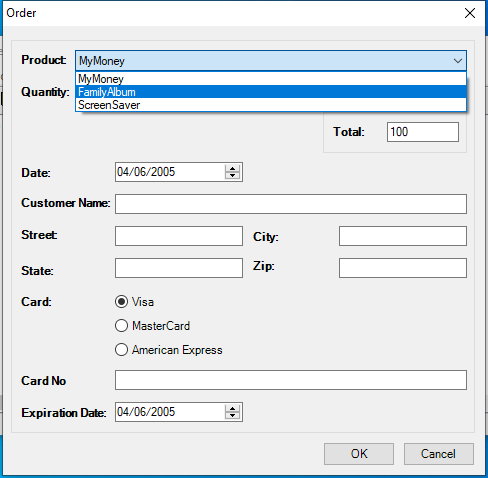 Order
Product: MyMoney
MyMoney
Quantity: FamilyAlbum
ScreenSaver
Total: 100
Date: 04/06/2005
Customer Name:
Street: City:
State: Zip:
Card: Visa
MasterCard
American Express
Card No
Expiration Date: 04/06/2005
OK Cancel